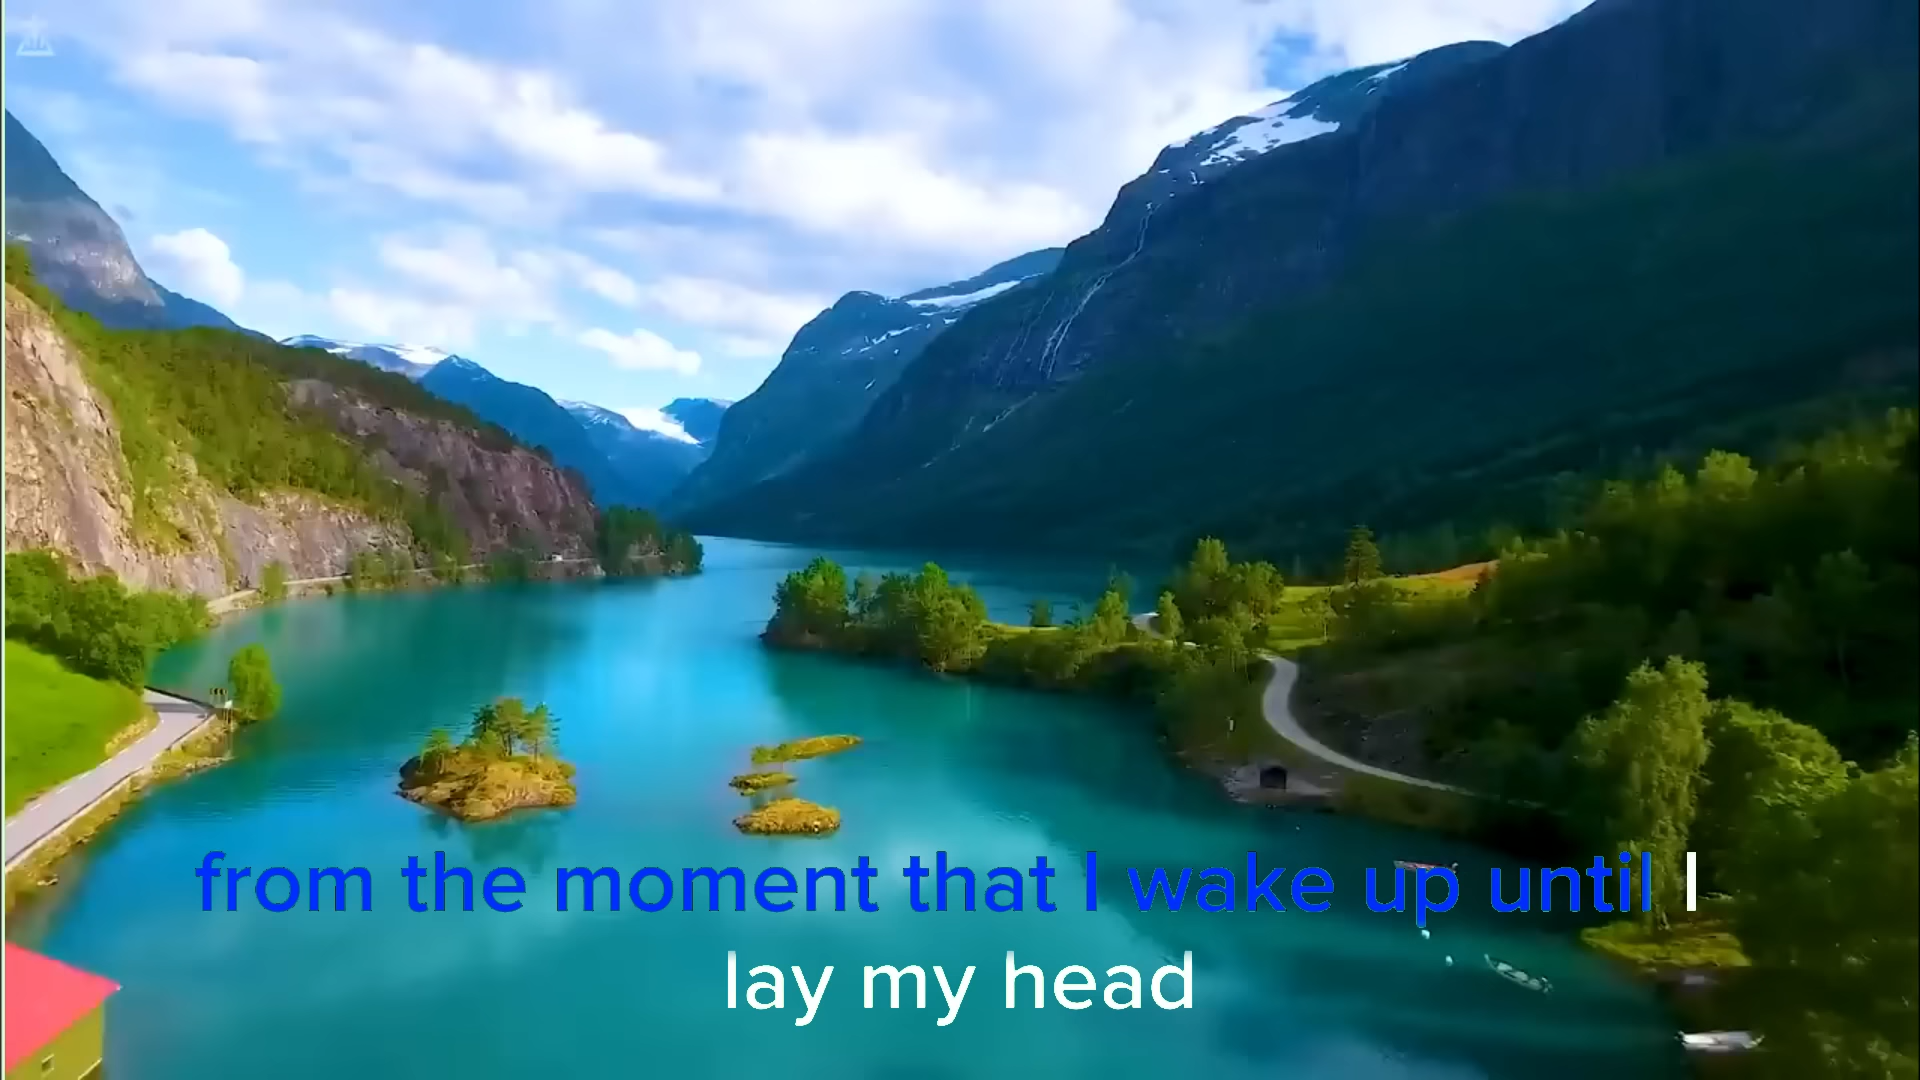 from the moment that I wake up until I
lay my head